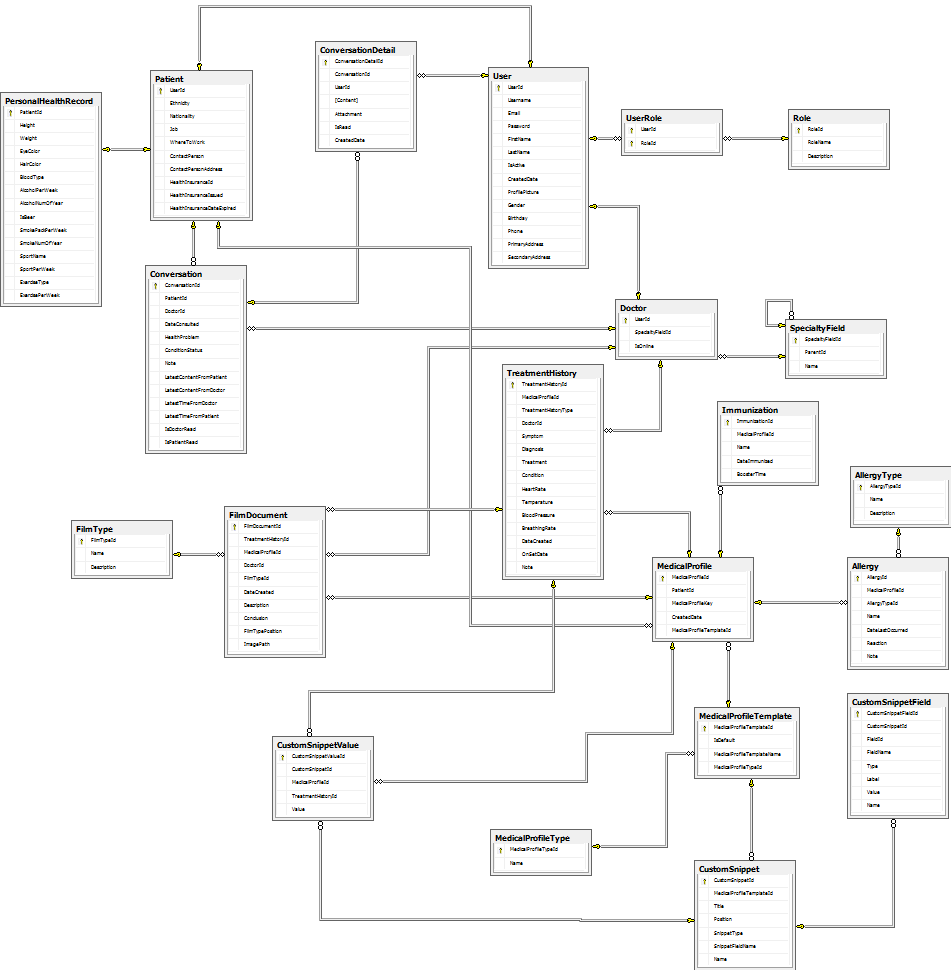 ConversationDetail
ConversationDetailId
ConversationId
UserId
[Content]
Attachment
IsRead
CreatedDate
Patient
UserId
Ethnicity
Nationality
Job
WhereToWork
ContactPerson
ContactPersonAddress
HealthInsuranceId
HealthInsuranceIssued
HealthInsuranceDateExpired
User
UserId
Username
Email
Password
FirstName
LastName
IsActive
CreatedDate
ProfilePicture
Gender
Birthday
Phone
PrimaryAddress
SecondaryAddress
PersonalHealthRecord
PatientId
Height
Weight
EyeColor
HairColor
BloodType
AlcoholPerWeek
AlcoholNumOfYear
IsBeer
SmokePackPerWeek
SmokeNumOfYear
SportName
SportPerWeek
ExerciseType
ExercisePerWeek
UserRole
UserId
RoleId
Role
RoleId
RoleName
Description
Conversation
ConversationId
PatientId
DoctorId
DateConsulted
HealthProblem
ConditionStatus
Note
LatestContentFromPatient
LatestContentFromDoctor
LatestTimeFromDoctor
LatestTimeFromPatient
IsDoctorRead
IsPatientRead
Doctor
UserId
SpecialtyFieldId
IsOnline
SpecialtyField
SpecialtyFieldId
ParentId
Name
TreatmentHistory
TreatmentHistoryId
MedicalProfileId
TreatmentHistoryType
DoctorId
Symptom
Diagnosis
Treatment
Condition
HeartRate
Temperature
BloodPressure
BreathingRate
DateCreated
OnSetDate
Note
Immunization
ImmunizationId
MedicalProfileId
Name
DateImmunized
BoosterTime
AllergyType
AllergyTypeId
Name
Description
FilmType
FilmTypeId
Name
Description
FilmDocument
FilmDocumentId
TreatmentHistoryId
MedicalProfileId
DoctorId
FilmTypeId
DateCreated
Description
Conclusion
FilmTypePosition
ImagePath
MedicalProfile
MedicalProfileId
PatientId
MedicalProfileKey
CreatedDate
MedicalProfileTemplateId
Allergy
AllergyId
MedicalProfileId
AllergyTypeId
Name
DateLastOccurred
Reaction
Note
CustomSnippetField
CustomSnippetFieldId
CustomSnippetId
FieldId
FieldName
Type
Label
Value
Name
MedicalProfileTemplate
MedicalProfileTemplateId
IsDefault
MedicalProfileTemplateName
MedicalProfileTypeId
CustomSnippetValue
CustomSnippetValueId
CustomSnippetId
MedicalProfileId
TreatmentHistoryId
Value
MedicalProfileType
MedicalProfileTypeId
Name
CustomSnippet
CustomSnippetId
MedicalProfileTemplateId
Title
Position
SnippetType
SnippetFieldName
Name